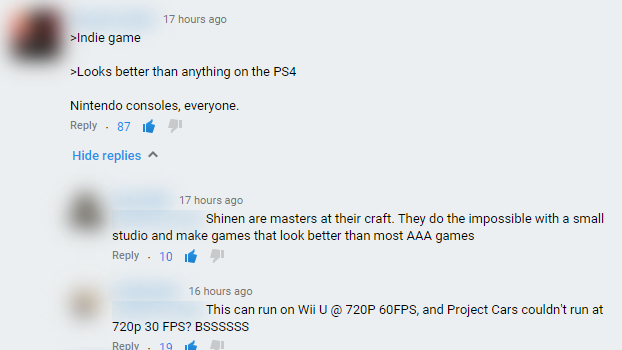 17 hours ago
>Indie game
>Looks better than anything on the PS4
Nintendo consoles, everyone.
Reply · 87
Hide replies
17 hours ago
Shinen are masters at their craft. They do the impossible with a small
studio and make games that look better than most AAA games
Reply · 10
16 hours ago
This can run on Wii U @ 720P 60FPS, and Project Cars couldn't run at
720p 30 FPS? BSSSSSS
Reply · 19